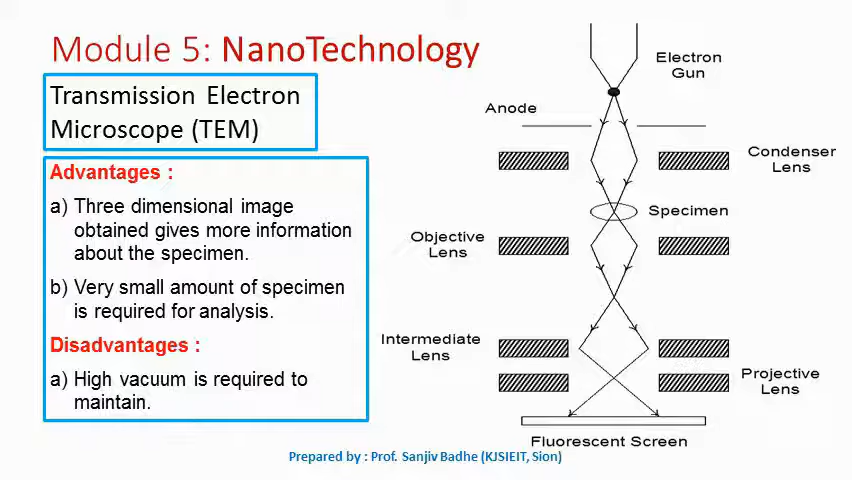 Module 5: NanoTechnology
Transmission Electron
Microscope (TEM)
Advantages :
a) Three dimensional image
obtained gives more information
about the specimen.
b) Very small amount of specimen
is required for analysis.
Disadvantages :
a) High vacuum is required to
maintain.
Electron
Gun
Anode
Condenser
Lens
Specimen
Objective
Lens
Intermediate
Lens
Projective
Lens
Fluorescent Screen
Prepared by : Prof. Sanjiv Badhe (KJSIEIT, Sion)